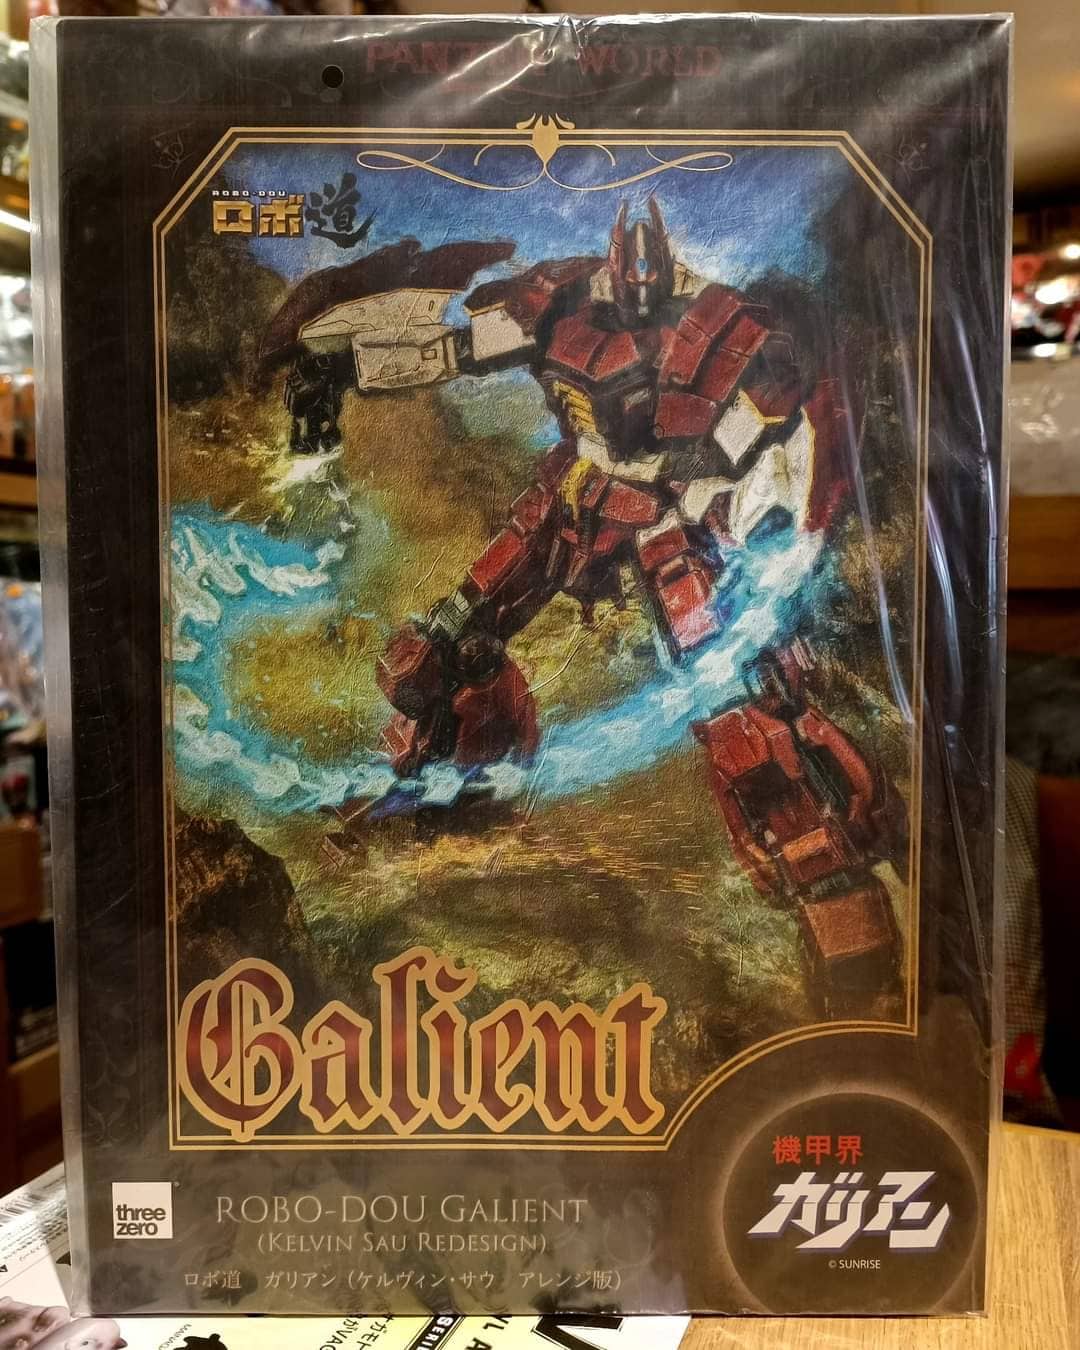 PANZER WORLD
ROBO-DOU
ロボ道
Galient
機甲界
ガリアン
© SUNRISE
three
zero
ROBO-DOU GALIENT
(KELVIN SAU REDESIGN)
ロボ道 ガリアン（ケルヴィン・サウ アレンジ版）